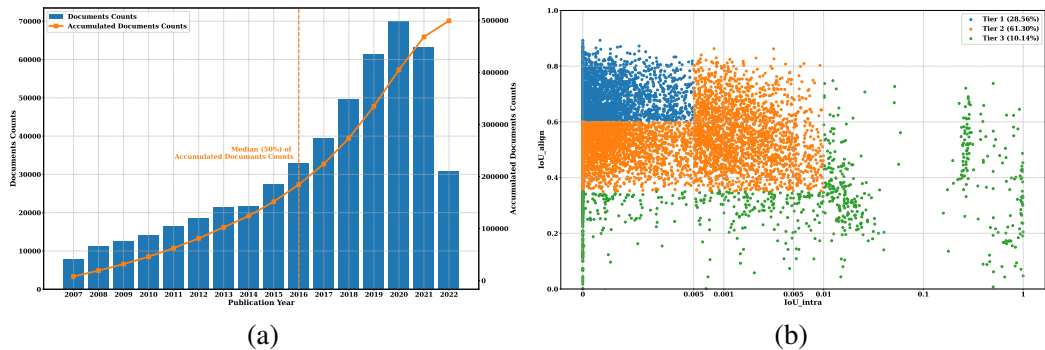 Documents Counts
Accumulated Documents Counts
70000
60000
50000
40000
30000
20000
10000
0
Documents Counts
Median (50%) of
Accumulated Documents Counts
500000
400000
300000
200000
100000
0
Accumulated Documents Counts
2007 2008 2009 2010 2011 2012 2013 2014 2015 2016 2017 2018 2019 2020 2021 2022
Publication Year
(a)
Tier 1 (28.56%)
Tier 2 (61.30%)
Tier 3 (10.14%)
1.0
0.8
0.6
0.4
0.2
0.0
IoU_align
0 0.005 0.001 0.005 0.01 0.1 1
IoU_intra
(b)